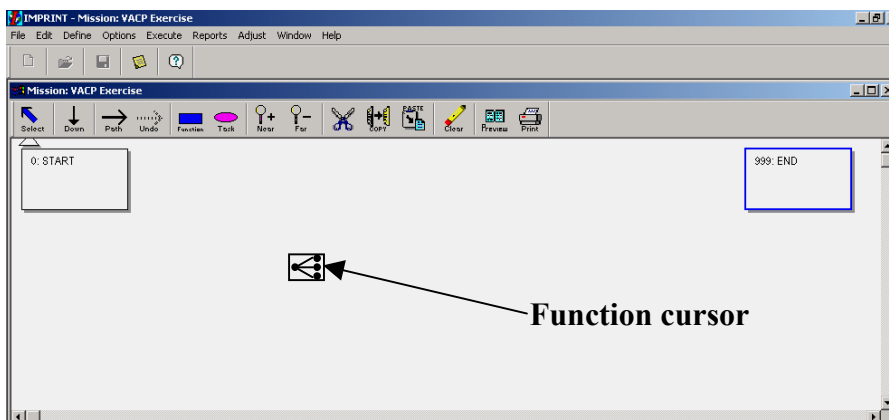 IMPRINT - Mission: VACP Exercise
File Edit Define Options Execute Reports Adjust Window Help
Mission: VACP Exercise
PASTE
Select Down Path Undo Function Task Near Far COPY Clear Preview Print
0: START
999: END
Function cursor